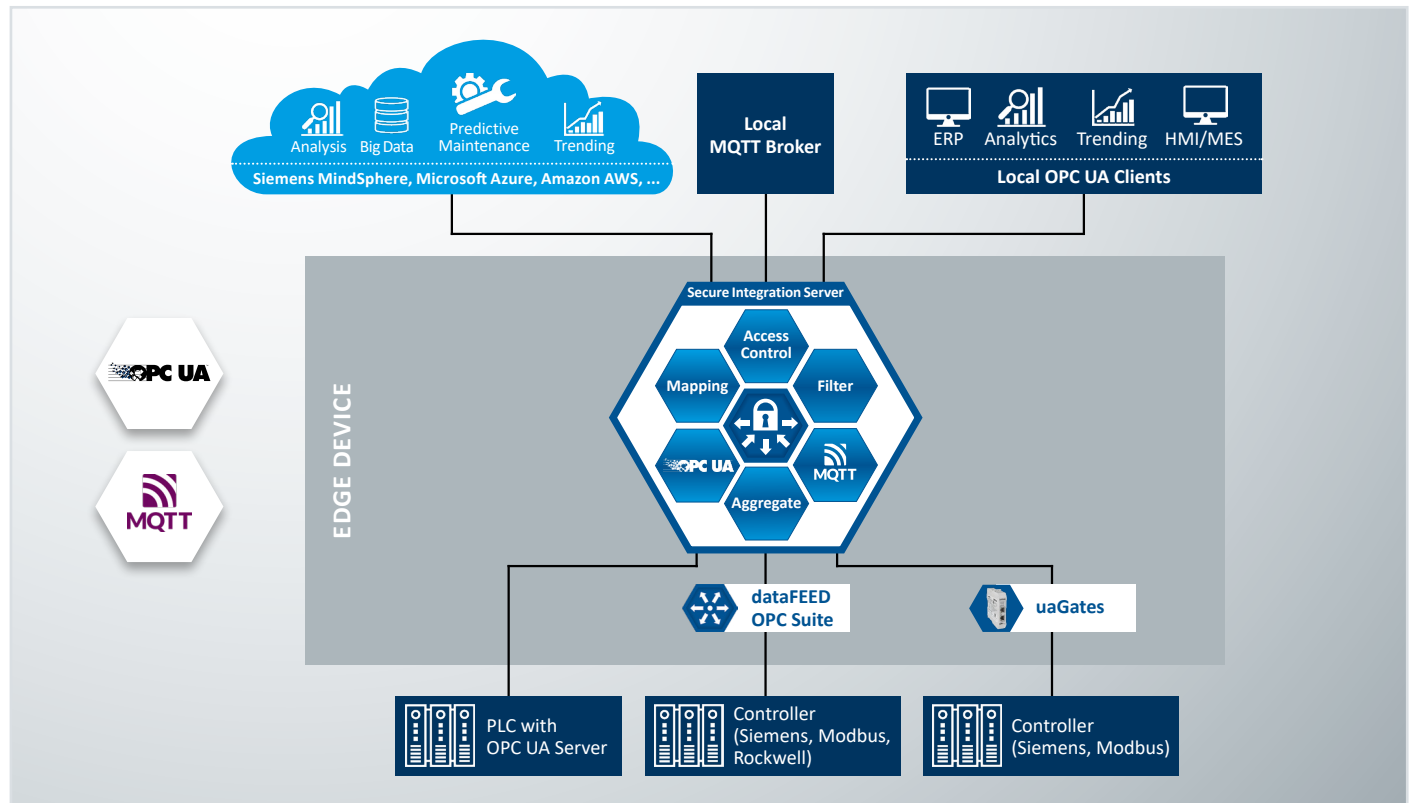 Analysis
Big Data
Predictive
Maintenance
Trending
Siemens MindSphere, Microsoft Azure, Amazon AWS, ...
Local
MQTT Broker
ERP
Analytics
Trending
HMI/MES
Local OPC UA Clients
OPC UA
MQTT
EDGE DEVICE
Secure Integration Server
Access
Control
Mapping
Filter
OPC UA
MQTT
Aggregate
dataFEED
OPC Suite
uaGates
PLC with
OPC UA Server
Controller
(Siemens, Modbus,
Rockwell)
Controller
(Siemens, Modbus)